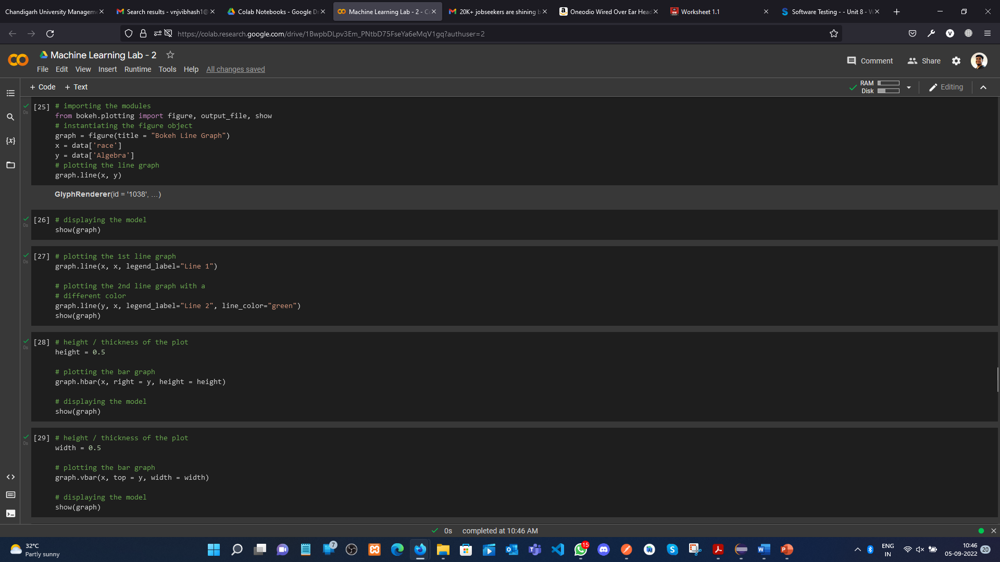 Chandigarh University Manageme
Search results - vnjvibhash1@
Colab Notebooks - Google Dr
Machine Learning Lab - 2 - Co
20K+ jobseekers are shining b
Oneodio Wired Over Ear Head
Worksheet 1.1
Software Testing - - Unit 8 - W
https://colab.research.google.com/drive/1BwpbDLpv3Em_PNtbD75FseYa6eMqV1gq?authuser=2
V
Machine Learning Lab - 2
File Edit View Insert Runtime Tools Help All changes saved
Comment
Share
+ Code + Text
RAM
Disk
Editing
{x}
[25] # importing the modules
0s
from bokeh.plotting import figure, output_file, show
# instantiating the figure object
graph = figure(title = "Bokeh Line Graph")
x = data['race']
y = data['Algebra']
# plotting the line graph
graph.line(x, y)
GlyphRenderer(id = '1038', ...)
[26] # displaying the model
0s
show(graph)
[27] # plotting the 1st line graph
0s
graph.line(x, x, legend_label="Line 1")
# plotting the 2nd line graph with a
# different color
graph.line(y, x, legend_label="Line 2", line_color="green")
show(graph)
[28] # height / thickness of the plot
0s
height = 0.5
# plotting the bar graph
graph.hbar(x, right = y, height = height)
# displaying the model
show(graph)
[29] # height / thickness of the plot
0s
width = 0.5
# plotting the bar graph
graph.vbar(x, top = y, width = width)
# displaying the model
show(graph)
0s completed at 10:46 AM
32°C
Partly sunny
7
15
ENG
IN
10:46
05-09-2022
20